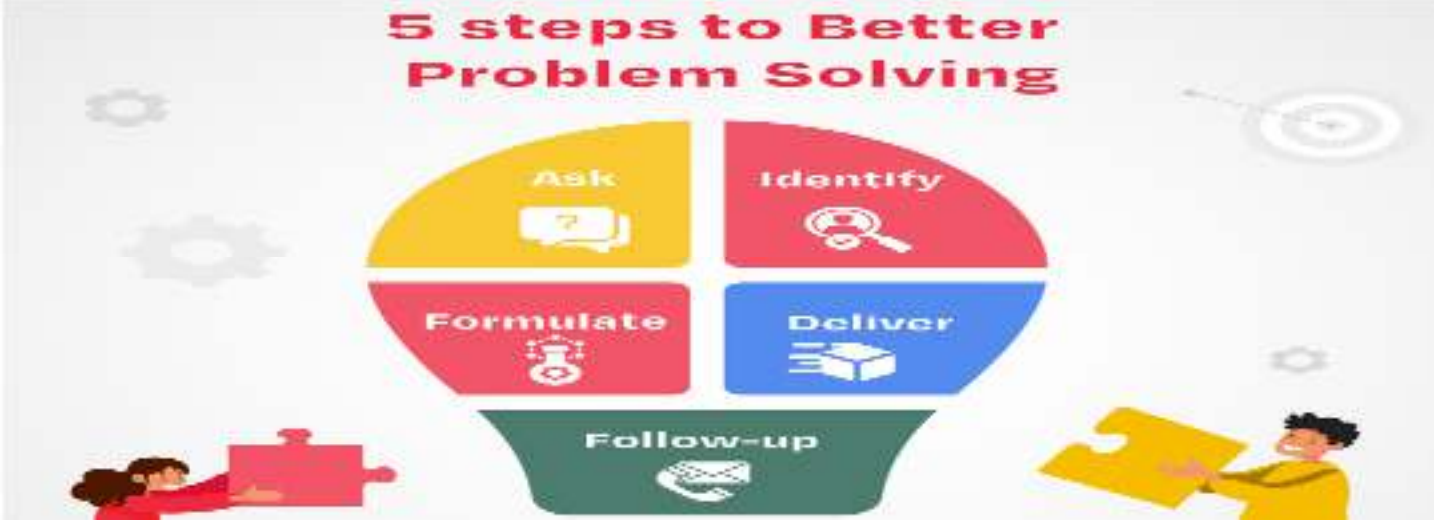 5 steps to Better
Problem Solving
Ask
?
Identify
Formulate
Deliver
Follow-up